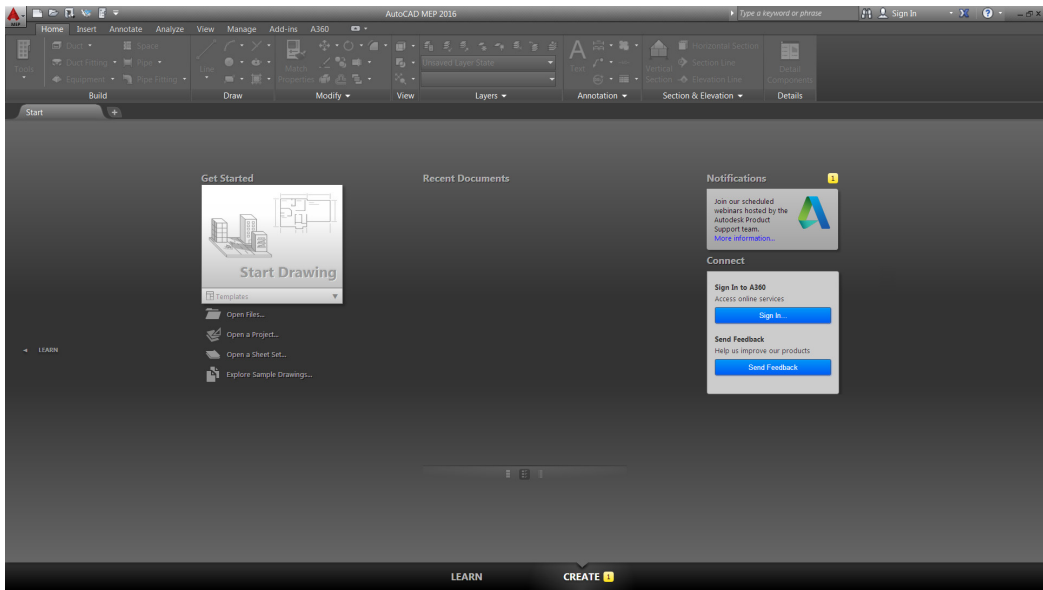 MEP
AutoCAD MEP 2016
Type a keyword or phrase
Sign In
Home Insert Annotate Analyze View Manage Add-ins A360
Tools
Duct
Space
Duct Fitting
Pipe
Equipment
Pipe Fitting
Line
Match
Properties
Unsaved Layer State
Text
Vertical
Section
Horizontal Section
Section Line
Elevation Line
Detail
Components
Build Draw Modify View Layers Annotation Section & Elevation Details
Start
Get Started
Start Drawing
Templates
Open Files...
Open a Project...
Open a Sheet Set...
Explore Sample Drawings...
LEARN
Recent Documents
Notifications 1
Join our scheduled
webinars hosted by the
Autodesk Product
Support team.
More information...
Connect
Sign In to A360
Access online services
Sign In...
Send Feedback
Help us improve our products
Send Feedback
LEARN CREATE 1